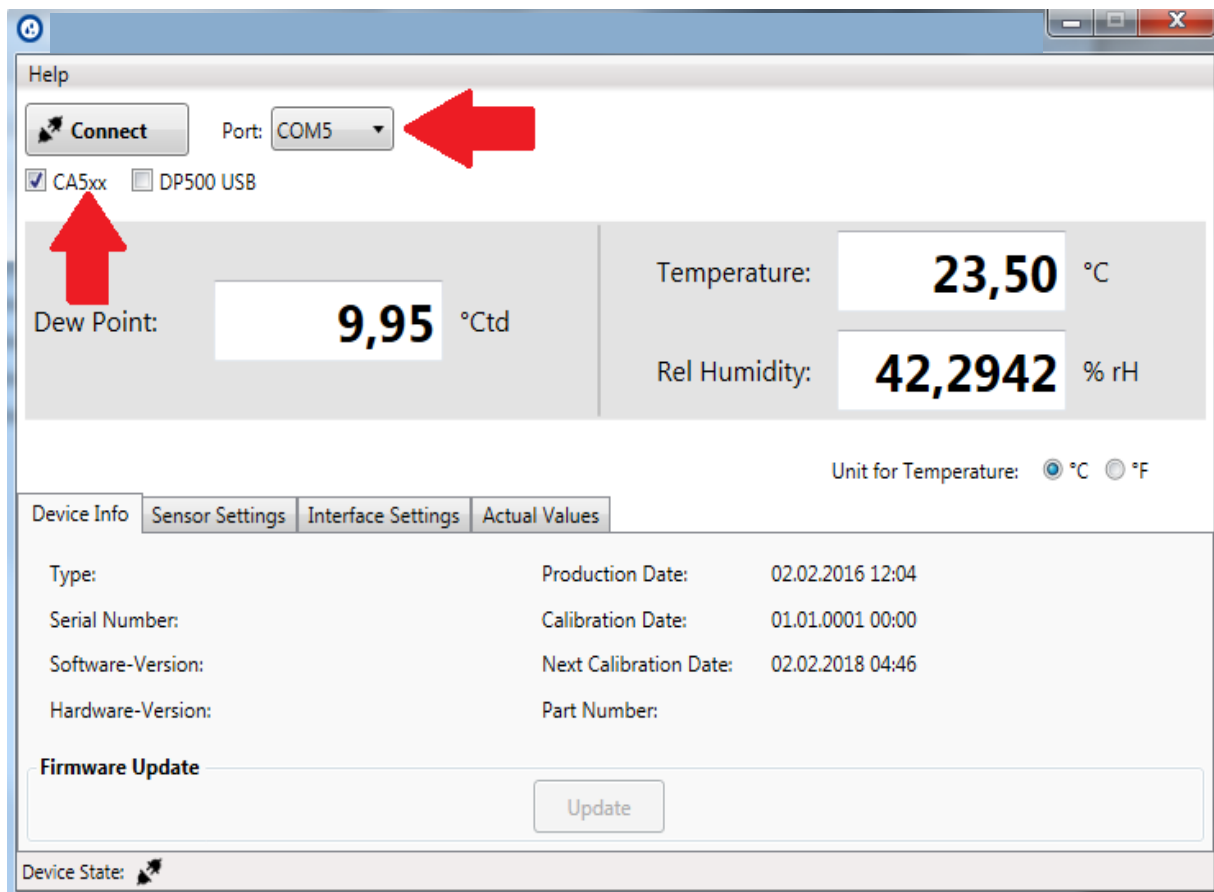 Help
Connect Port: COM5
CA5xx DP500 USB
Temperature: 23,50 °C
Dew Point: 9,95 °Ctd
Rel Humidity: 42,2942 % rH
Unit for Temperature: °C °F
Device Info Sensor Settings Interface Settings Actual Values
Type: Production Date: 02.02.2016 12:04
Serial Number: Calibration Date: 01.01.0001 00:00
Software-Version: Next Calibration Date: 02.02.2018 04:46
Hardware-Version: Part Number:
Firmware Update
Update
Device State: